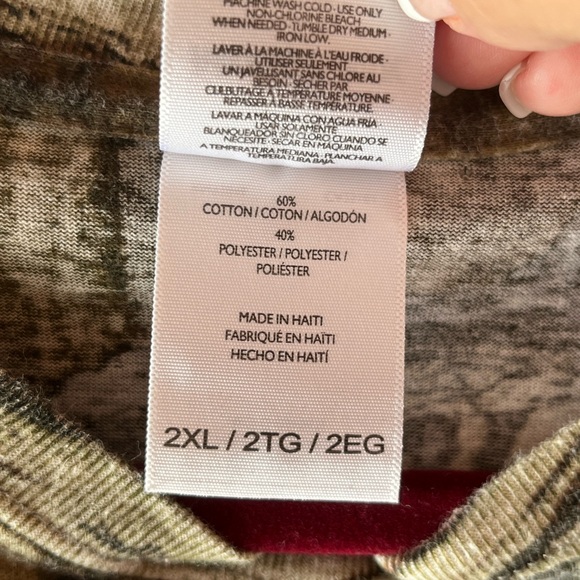 MACHINE WASH COLD - USE ONLY
NON-CHLORINE BLEACH
WHEN NEEDED - TUMBLE DRY MEDIUM -
IRON LOW.
LAVER À LA MACHINE À L'EAU FROIDE -
UTILISER SEULEMENT
UN JAVELLISANT SANS CHLORE AU
BESOIN - SÉCHER PAR
CULBUTAGE À TEMPÉRATURE MOYENNE -
REPASSER À BASSE TEMPÉRATURE.
LAVAR A MÁQUINA CON AGUA FRÍA
USAR SOLAMENTE
BLANQUEADOR SIN CLORO CUANDO SE
NECESITE - SECAR EN MÁQUINA
A TEMPERATURA MEDIANA - PLANCHAR A
TEMPERATURA BAJA.
60%
COTTON / COTON / ALGODÓN
40%
POLYESTER / POLYESTER /
POLIÉSTER
MADE IN HAITI
FABRIQUÉ EN HAÏTI
HECHO EN HAITÍ
2XL / 2TG / 2EG